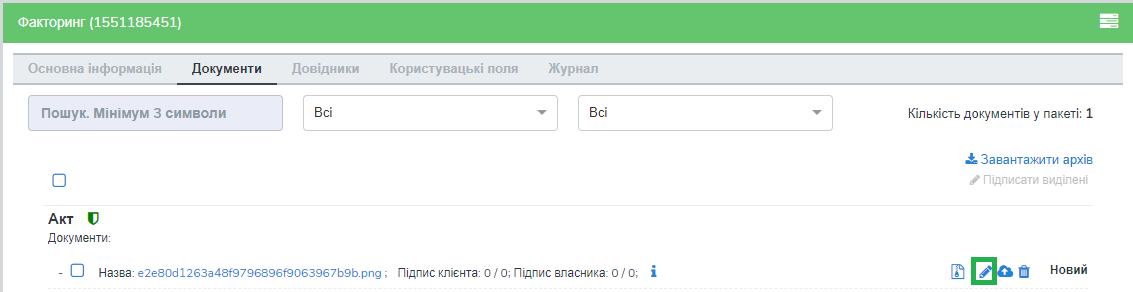 Факторинг (1551185451)
Основна інформація Документи Довідники Користувацькі поля Журнал
Пошук. Мінімум 3 символи Всі Всі Кількість документів у пакеті: 1
Завантажити архів
Підписати виділені
Акт
Документи:
- Назва: e2e80d1263a48f9796896f9063967b9b.png ; Підпис клієнта: 0 / 0; Підпис власника: 0 / 0; Новий